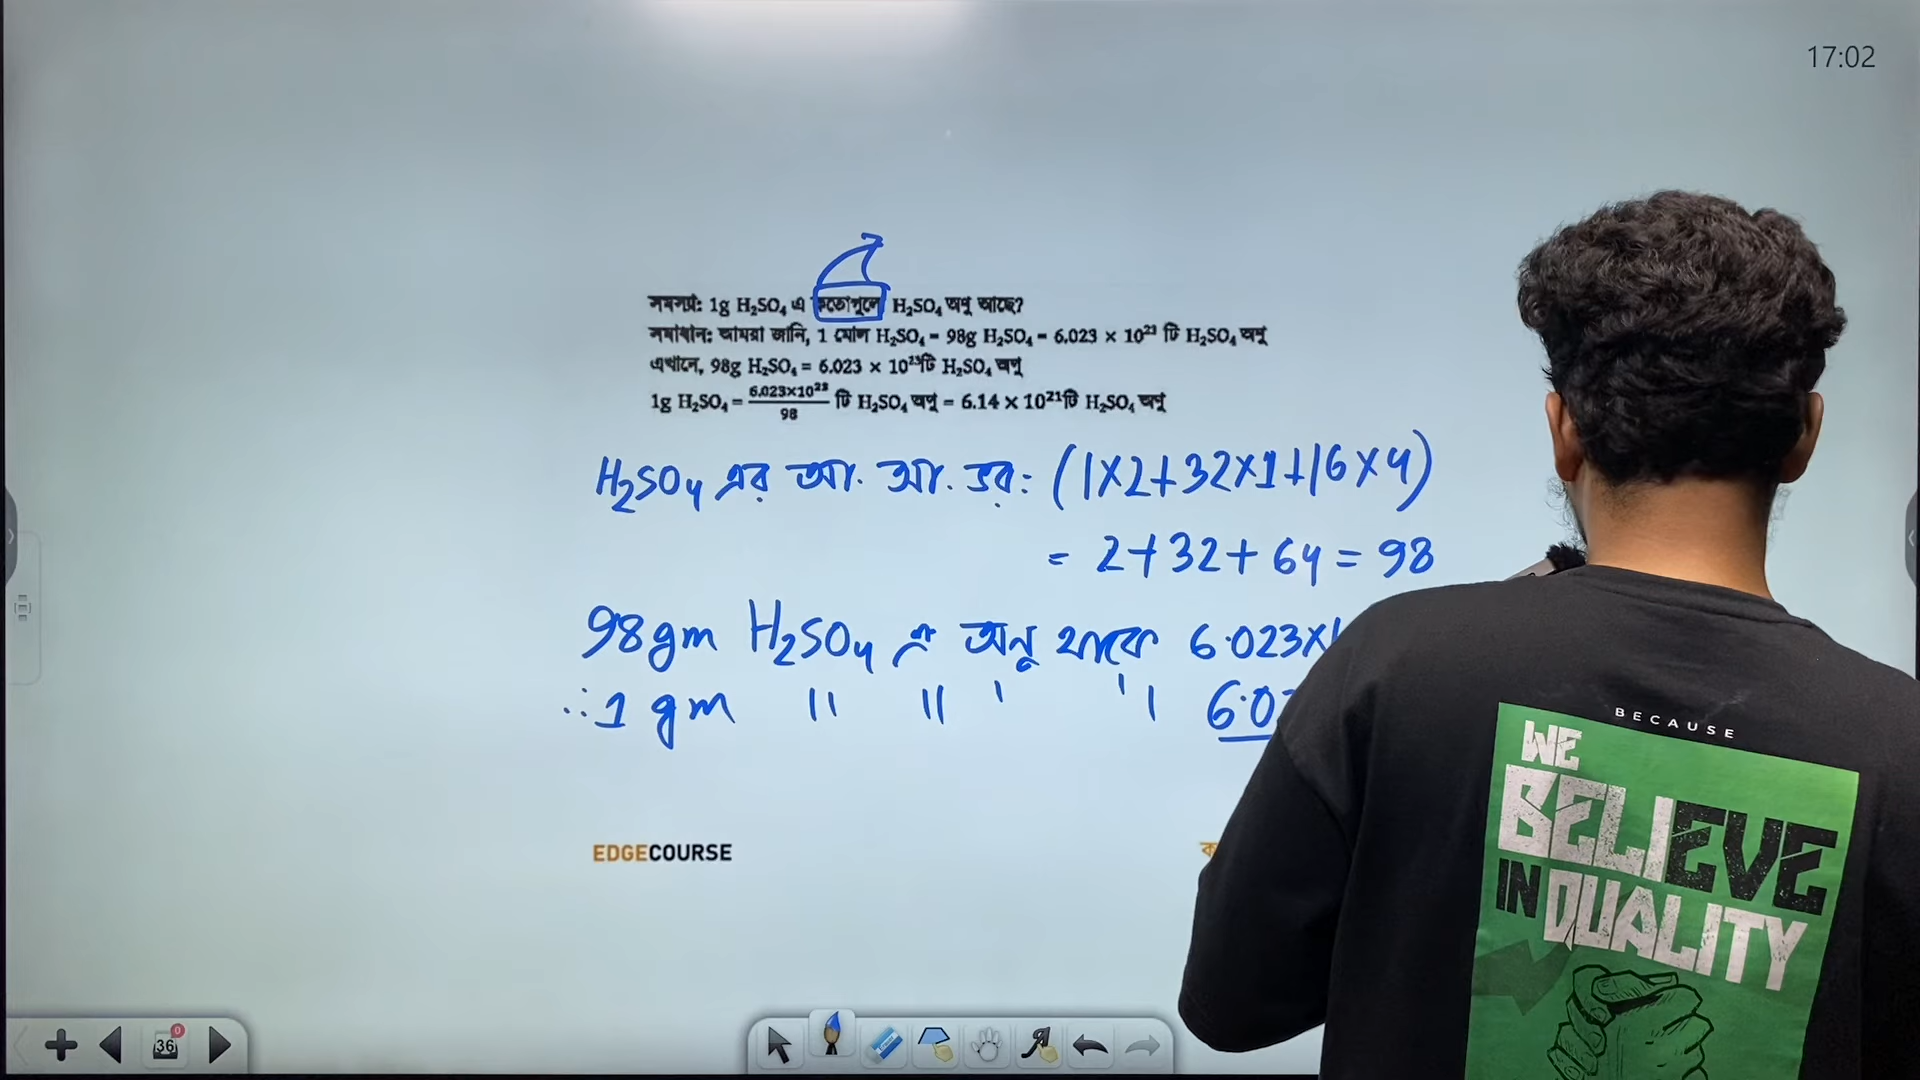 17:02
সমস্যা: 1g H₂SO₄ এ কতোগুলো H₂SO₄ অণু আছে?
সমাধান: আমরা জানি, 1 মোল H₂SO₄ = 98g H₂SO₄ = 6.023 × 10²³ টি H₂SO₄ অণু
এখানে, 98g H₂SO₄ = 6.023 × 10²³টি H₂SO₄ অণু
1g H₂SO₄ = 6.023×10²³/98 টি H₂SO₄ অণু = 6.14 × 10²¹টি H₂SO₄ অণু
H₂SO₄ এর আ. আ. ভর: (1×2+32×1+16×4)
= 2+32+64 = 98
98gm H₂SO₄ এ অনু থাকে 6.023×1
∴ 1 gm " " ' ' ' 6.02
EDGECOURSE
ক
BECAUSE
WE
BELIEVE
IN QUALITY
36
0